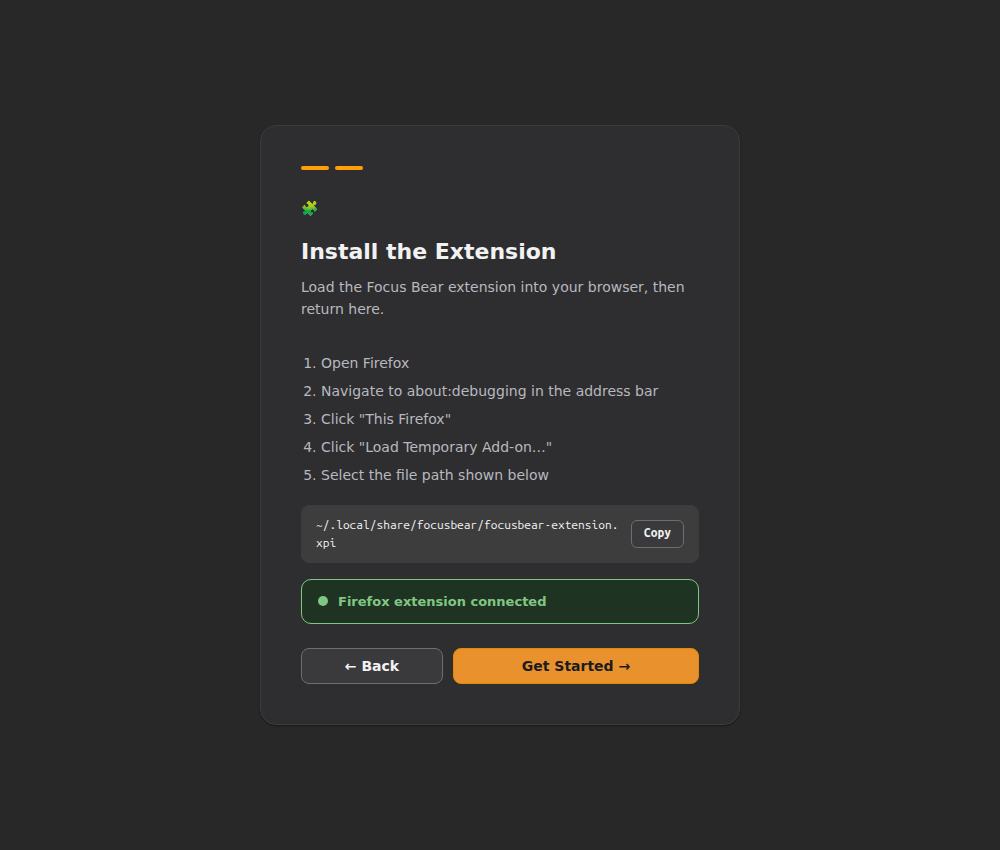 Install the Extension
Load the Focus Bear extension into your browser, then
return here.
1. Open Firefox
2. Navigate to about:debugging in the address bar
3. Click "This Firefox"
4. Click "Load Temporary Add-on…"
5. Select the file path shown below
~/.local/share/focusbear/focusbear-extension.
xpi
Copy
Firefox extension connected
← Back
Get Started →